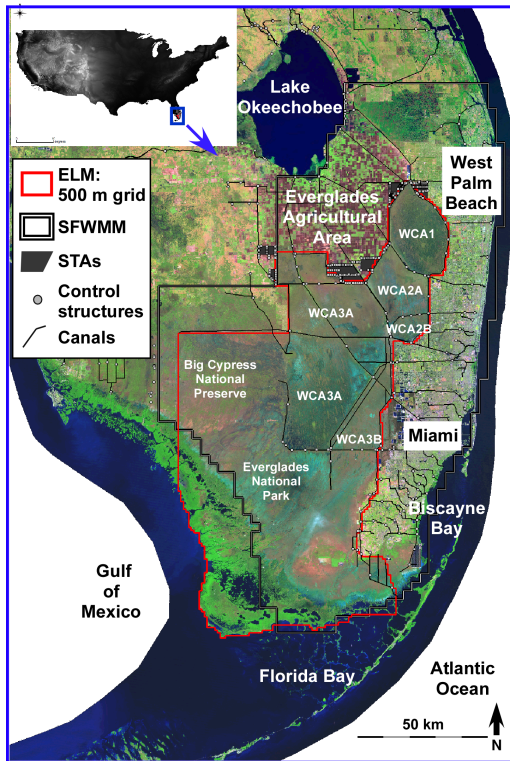 Lake
Okeechobee
ELM:
500 m grid
SFWMM
STAs
Control
structures
Canals
West
Palm
Beach
Everglades
Agricultural
Area
WCA1
WCA2A
WCA3A
WCA2B
Big Cypress
National
Preserve
WCA3A
WCA3B
Miami
Everglades
National
Park
Biscayne
Bay
Gulf
of
Mexico
Florida Bay
Atlantic
Ocean
50 km
N